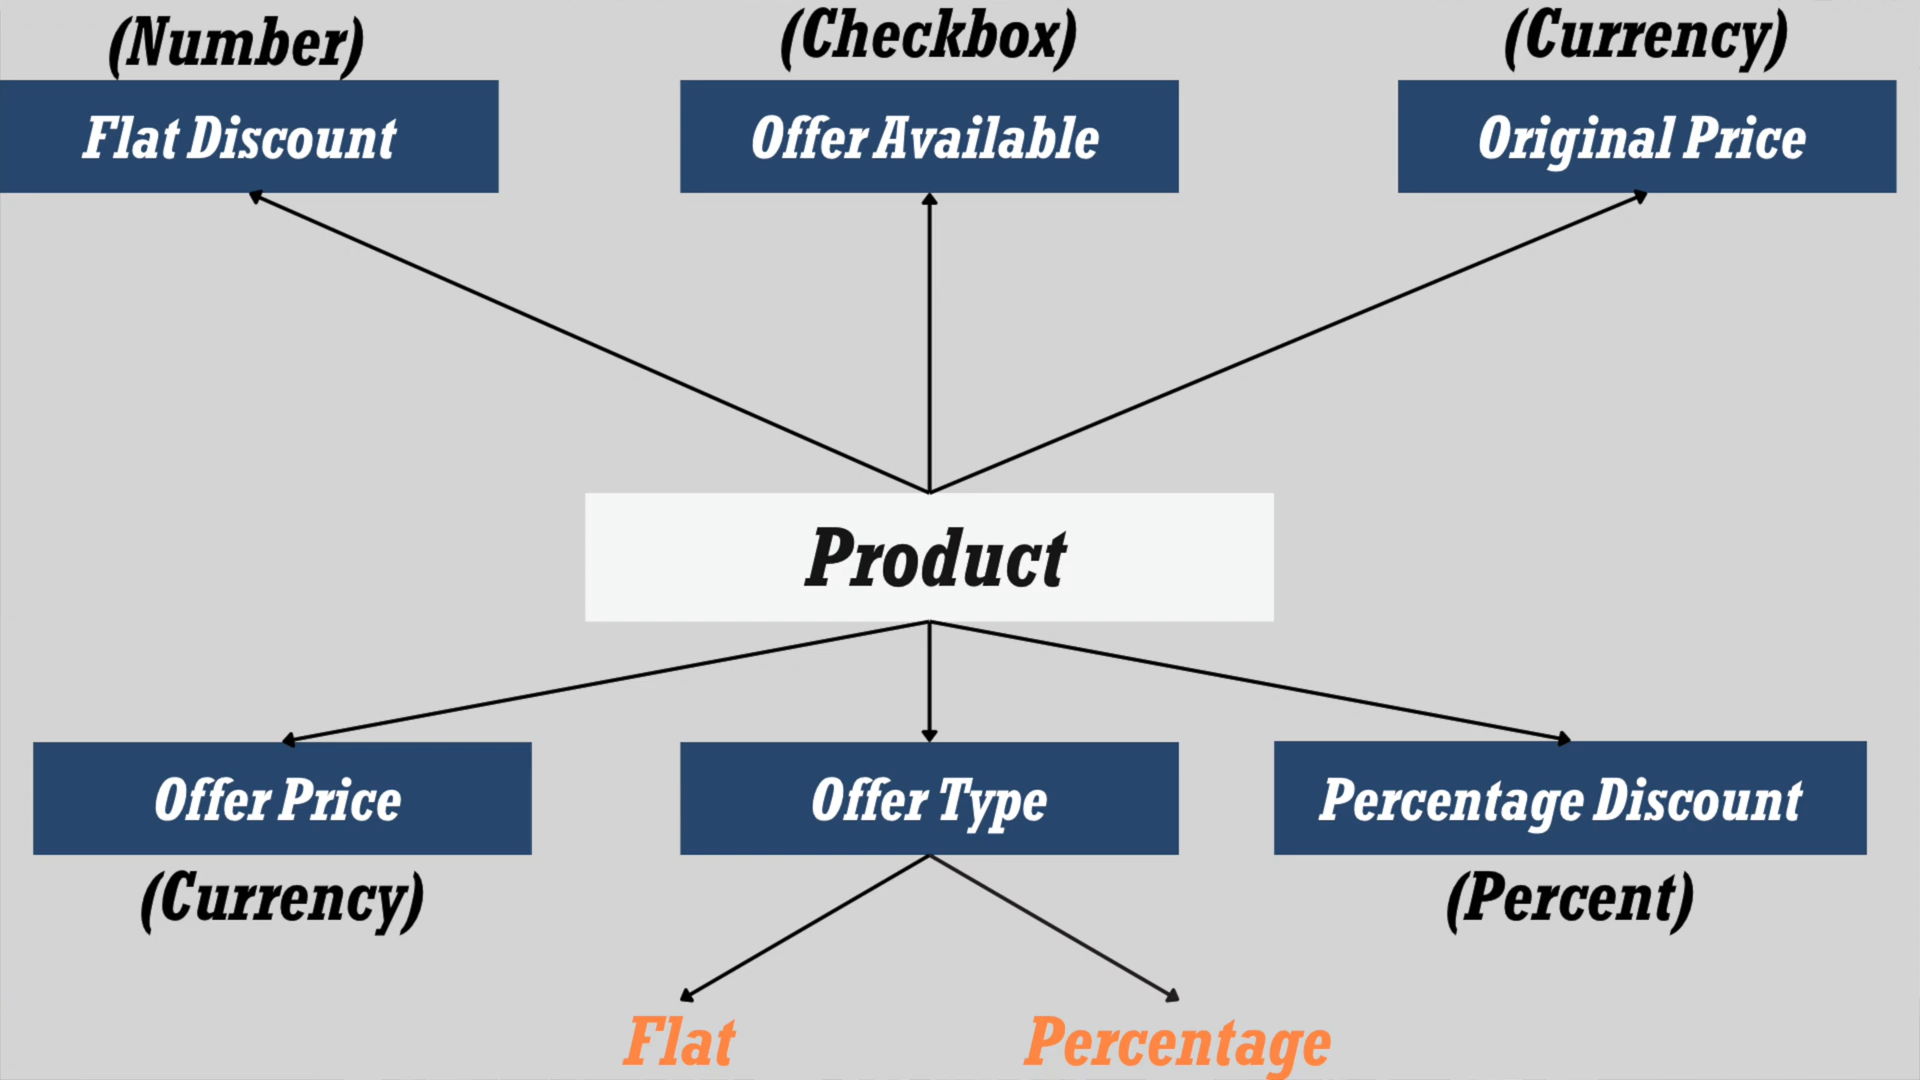 (Number)
(Checkbox)
(Currency)
Flat Discount
Offer Available
Original Price
Product
Offer Price
Offer Type
Percentage Discount
(Currency)
(Percent)
Flat
Percentage